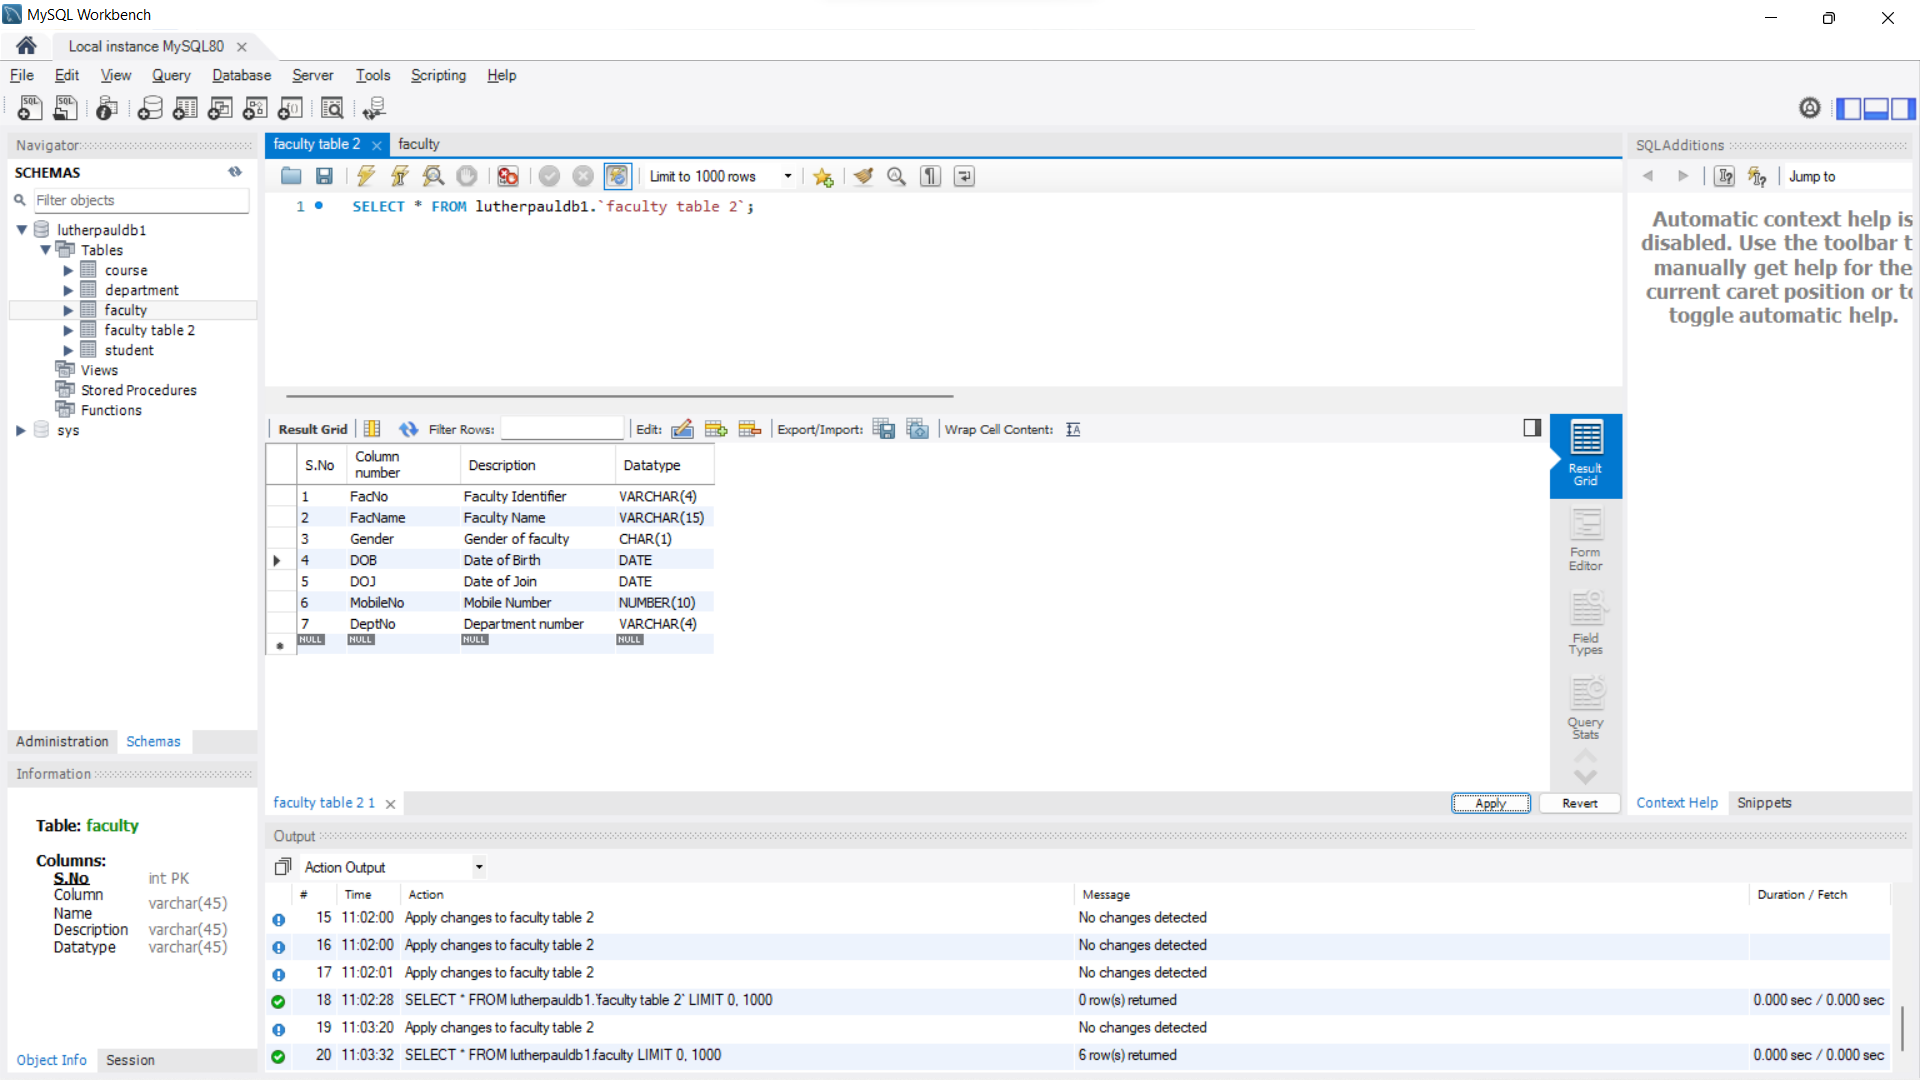 MySQL Workbench
Local instance MySQL80
File Edit View Query Database Server Tools Scripting Help
Navigator
SCHEMAS
Filter objects
lutherpauldb1
Tables
course
department
faculty
faculty table 2
student
Views
Stored Procedures
Functions
sys
Administration Schemas
Information
Table: faculty
Columns:
S.No int PK
Column
Name varchar(45)
Description varchar(45)
Datatype varchar(45)
Object Info Session
faculty table 2 faculty
Limit to 1000 rows
1 SELECT * FROM lutherpauldb1.`faculty table 2`;
Result Grid Filter Rows: Edit: Export/Import: Wrap Cell Content:
S.No Column number Description Datatype
1 FacNo Faculty Identifier VARCHAR(4)
2 FacName Faculty Name VARCHAR(15)
3 Gender Gender of faculty CHAR(1)
4 DOB Date of Birth DATE
5 DOJ Date of Join DATE
6 MobileNo Mobile Number NUMBER(10)
7 DeptNo Department number VARCHAR(4)
NULL NULL NULL NULL
Result Grid
Form Editor
Field Types
Query Stats
faculty table 2 1
Apply Revert
SQLAdditions
Jump to
Automatic context help is
disabled. Use the toolbar t
manually get help for the
current caret position or to
toggle automatic help.
Context Help Snippets
Output
Action Output
# Time Action Message Duration / Fetch
15 11:02:00 Apply changes to faculty table 2 No changes detected
16 11:02:00 Apply changes to faculty table 2 No changes detected
17 11:02:01 Apply changes to faculty table 2 No changes detected
18 11:02:28 SELECT * FROM lutherpauldb1.`faculty table 2` LIMIT 0, 1000 0 row(s) returned 0.000 sec / 0.000 sec
19 11:03:20 Apply changes to faculty table 2 No changes detected
20 11:03:32 SELECT * FROM lutherpauldb1.faculty LIMIT 0, 1000 6 row(s) returned 0.000 sec / 0.000 sec